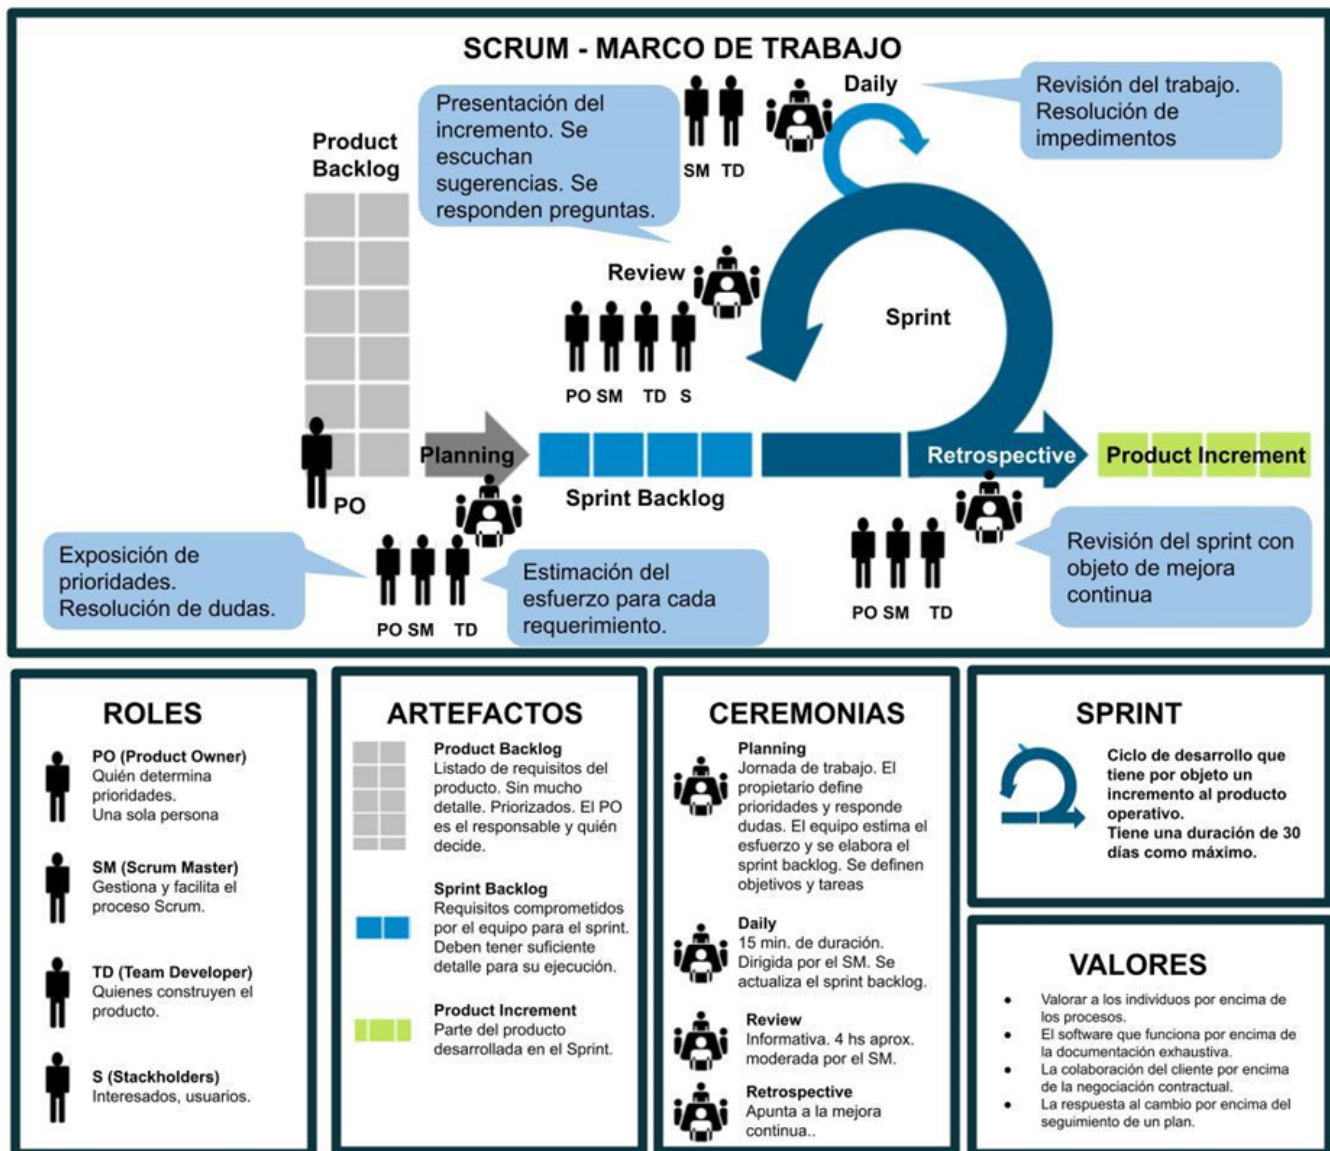 SCRUM - MARCO DE TRABAJO
Product
Backlog
Presentación del
incremento. Se
escuchan
sugerencias. Se
responden preguntas.
SM TD
Daily
Revisión del trabajo.
Resolución de
impedimentos
Review
PO SM TD S
Sprint
PO
Planning
Sprint Backlog
Retrospective
Product Increment
Exposición de
prioridades.
Resolución de dudas.
PO SM TD
Estimación del
esfuerzo para cada
requerimiento.
PO SM TD
Revisión del sprint con
objeto de mejora
continua
ROLES
PO (Product Owner)
Quién determina
prioridades.
Una sola persona
SM (Scrum Master)
Gestiona y facilita el
proceso Scrum.
TD (Team Developer)
Quienes construyen el
producto.
S (Stackholders)
Interesados, usuarios.
ARTEFACTOS
Product Backlog
Listado de requisitos del
producto. Sin mucho
detalle. Priorizados. El PO
es el responsable y quién
decide.
Sprint Backlog
Requisitos comprometidos
por el equipo para el sprint.
Deben tener suficiente
detalle para su ejecución.
Product Increment
Parte del producto
desarrollada en el Sprint.
CEREMONIAS
Planning
Jornada de trabajo. El
propietario define
prioridades y responde
dudas. El equipo estima el
esfuerzo y se elabora el
sprint backlog. Se definen
objetivos y tareas
Daily
15 min. de duración.
Dirigida por el SM. Se
actualiza el sprint backlog.
Review
Informativa. 4 hs aprox.
moderada por el SM.
Retrospective
Apunta a la mejora
continua..
SPRINT
Ciclo de desarrollo que
tiene por objeto un
incremento al producto
operativo.
Tiene una duración de 30
días como máximo.
VALORES
● Valorar a los individuos por encima de
los procesos.
● El software que funciona por encima de
la documentación exhaustiva.
● La colaboración del cliente por encima
de la negociación contractual.
● La respuesta al cambio por encima del
seguimiento de un plan.